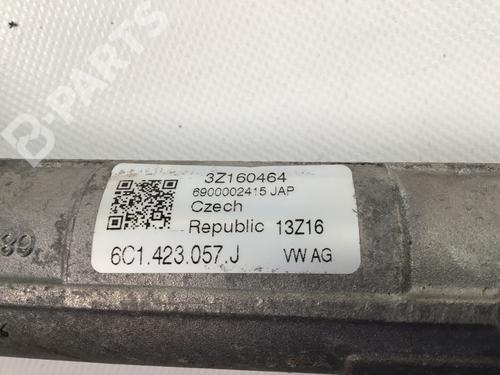 B-PARTS
3Z160464
6900002415 JAP
Czech
Republic 13Z16
6C1.423.057.J VW AG